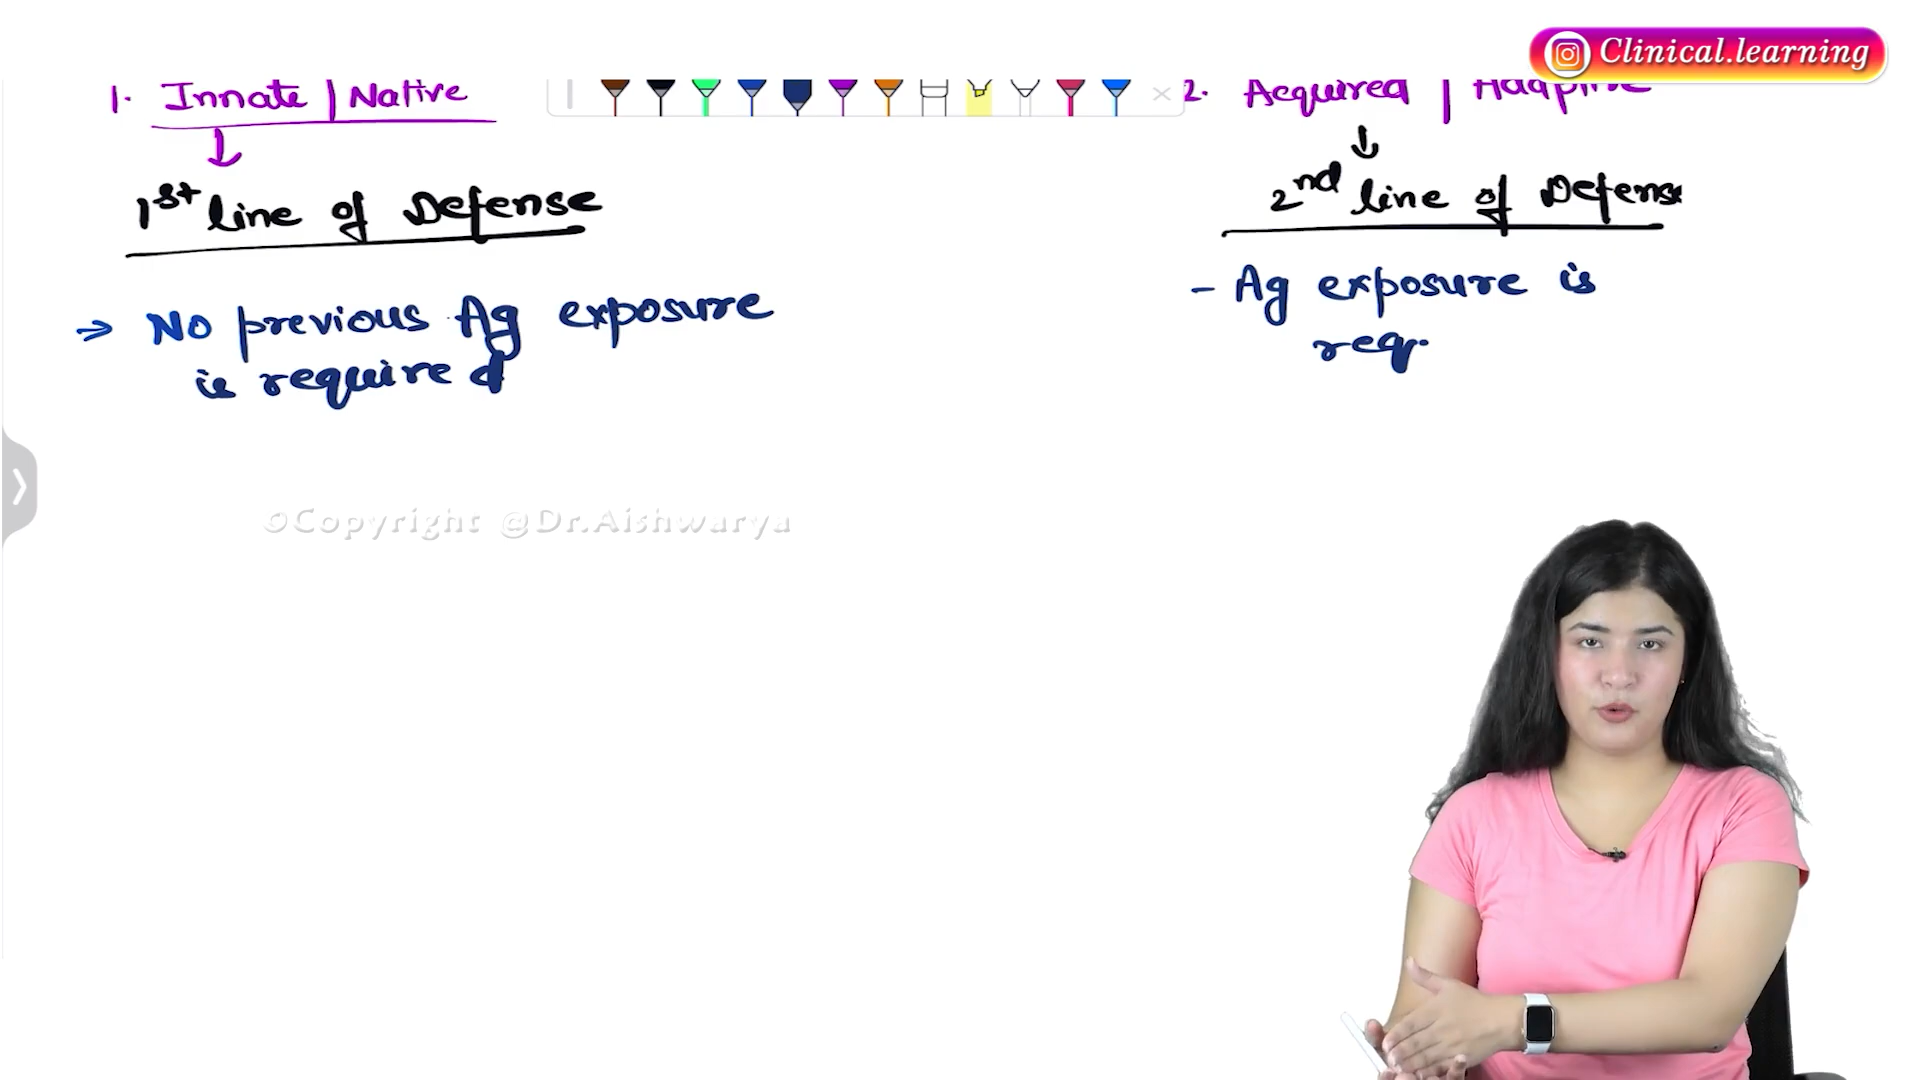 Clinical.learning
1. Innate | Native
2. Acquired | Adaptive
1st line of Defense
2nd line of Defense
→ No previous Ag exposure
is required
- Ag exposure is
req.
©Copyright @Dr.Aishwarya